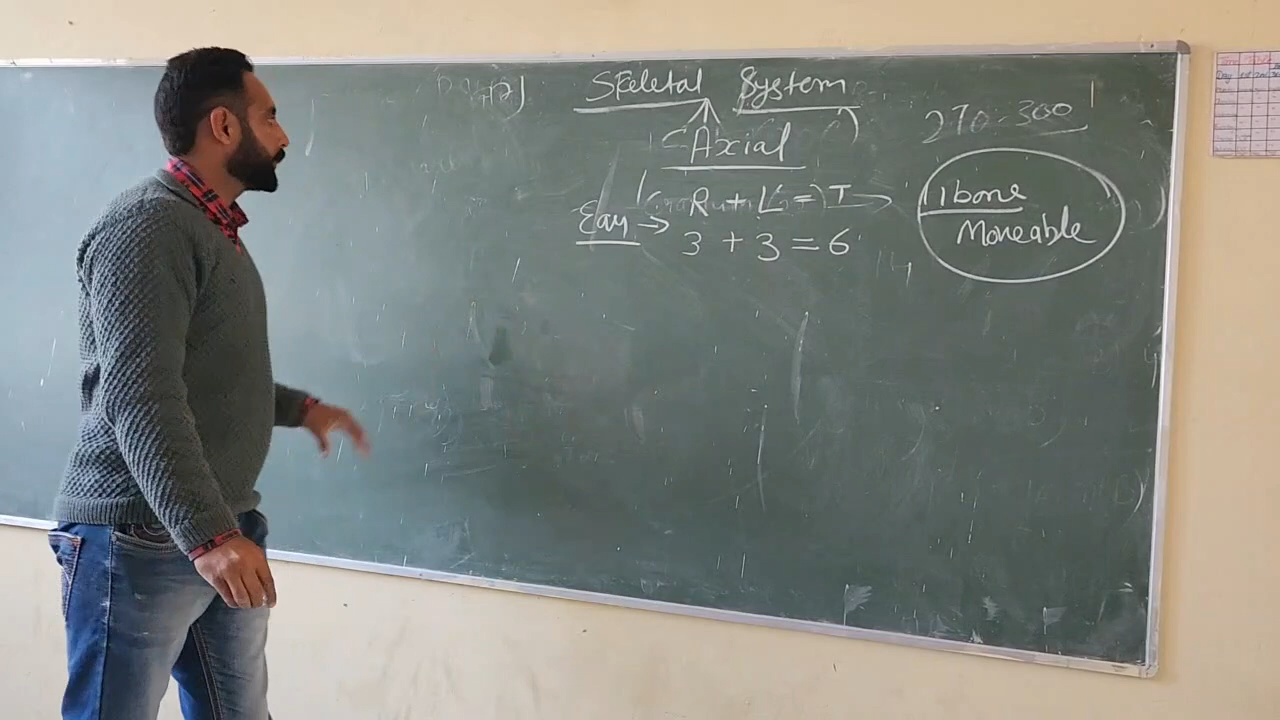 Skeletal System
270-300
Axial
R + L = T →
Ear →
3 + 3 = 6
1 bone
Moveable